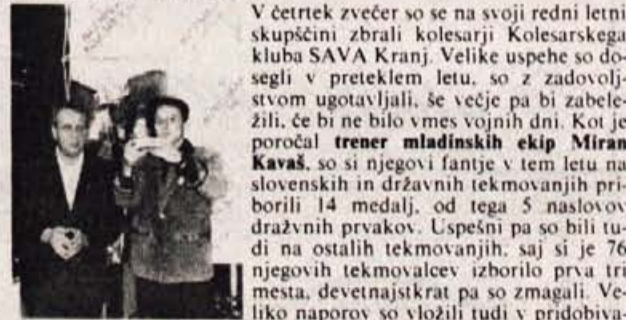 V četrtek zvečer so se na svoji redni letni
skupščini zbrali kolesarji Kolesarskega
kluba SAVA Kranj. Velike uspehe so do-
segli v preteklem letu, so z zadovolj-
stvom ugotavljali, še večje pa bi zabele-
žili, če bi ne bilo vmes vojnih dni. Kot je
poročal trener mladinskih ekip Miran
Kavaš, so si njegovi fantje v tem letu na
slovenskih in državnih tekmovanjih pri-
borili 14 medalj, od tega 5 naslovov
dražvnih prvakov. Uspešni pa so bili tu-
di na ostalih tekmovanjih, saj si je 76
njegovih tekmovalcev izborilo prva tri
mesta, devetnajstkrat pa so zmagali. Ve-
liko naporov so vložili tudi v pridobiva-